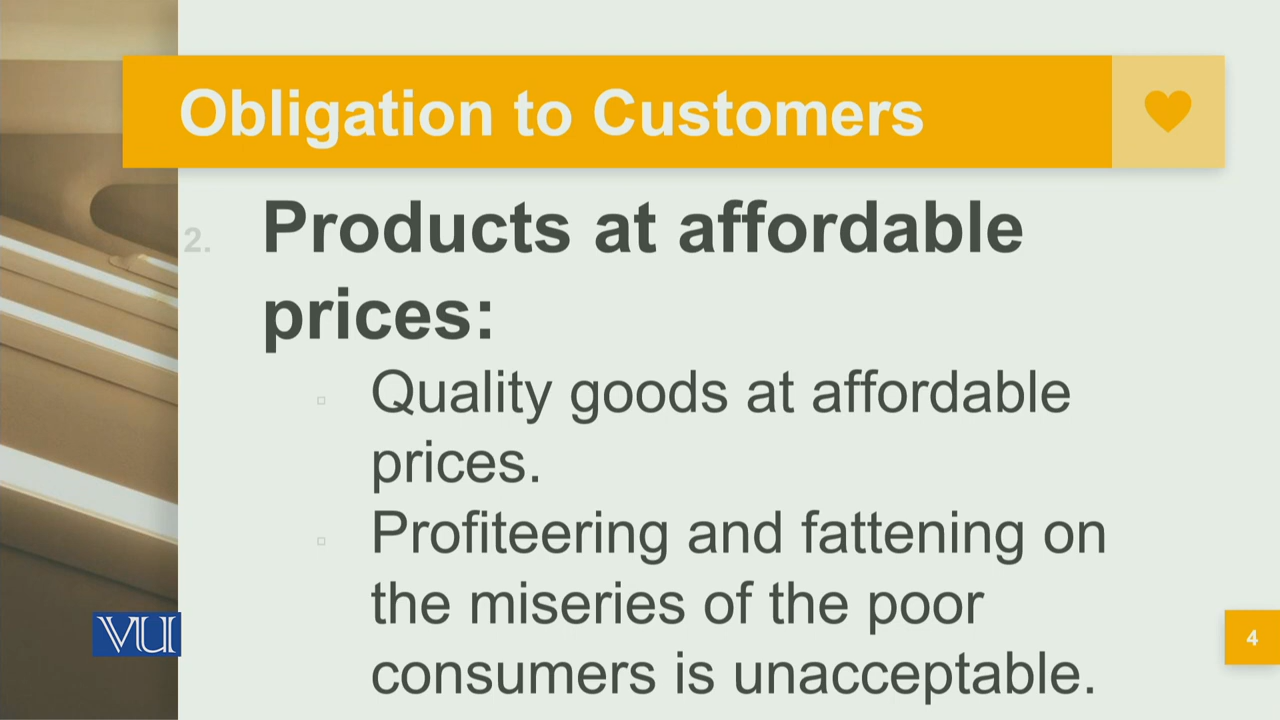 Obligation to Customers
2. Products at affordable
prices:
Quality goods at affordable
prices.
Profiteering and fattening on
the miseries of the poor
consumers is unacceptable.
VU
4